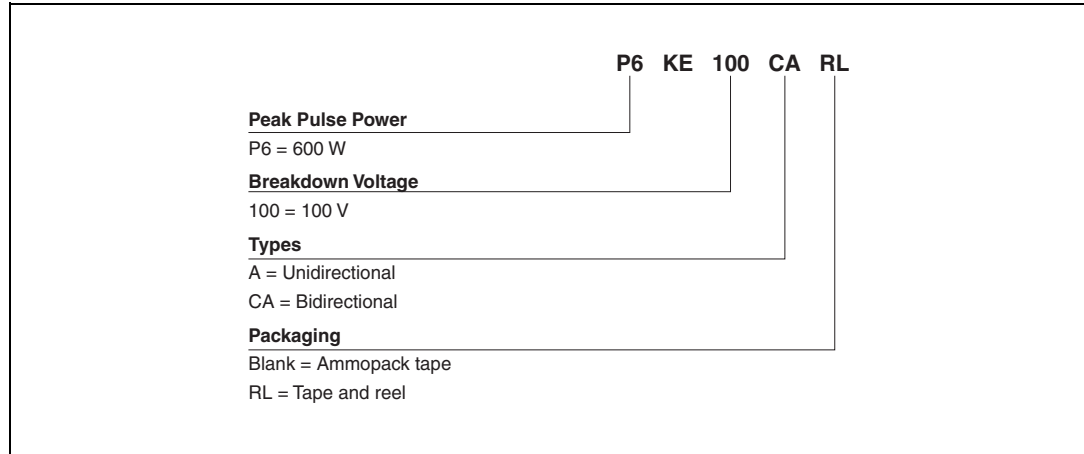 P6 KE 100 CA RL
Peak Pulse Power
P6 = 600 W
Breakdown Voltage
100 = 100 V
Types
A = Unidirectional
CA = Bidirectional
Packaging
Blank = Ammopack tape
RL = Tape and reel